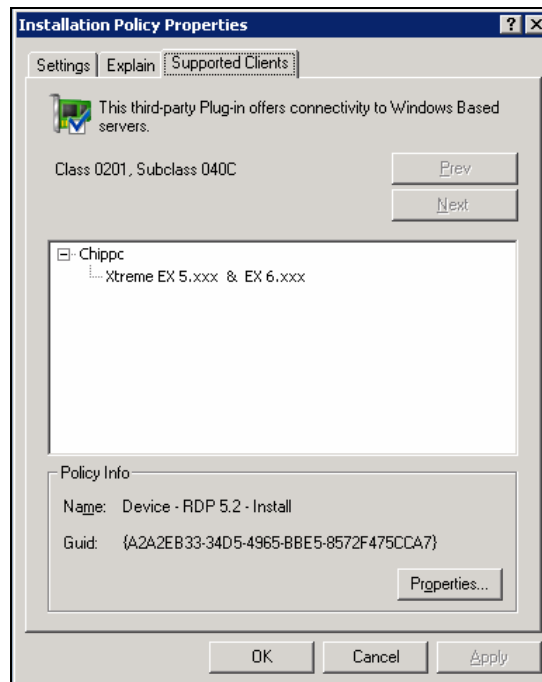 Installation Policy Properties
Settings
Explain
Supported Clients
This third-party Plug-in offers connectivity to Windows Based
servers.
Class 0201, Subclass 040C
Prev
Next
Chippc
Xtreme EX 5.xxx & EX 6.xxx
Policy Info
Name: Device - RDP 5.2 - Install
Guid: {A2A2EB33-34D5-4965-BBE5-8572F475CCA7}
Properties...
OK
Cancel
Apply